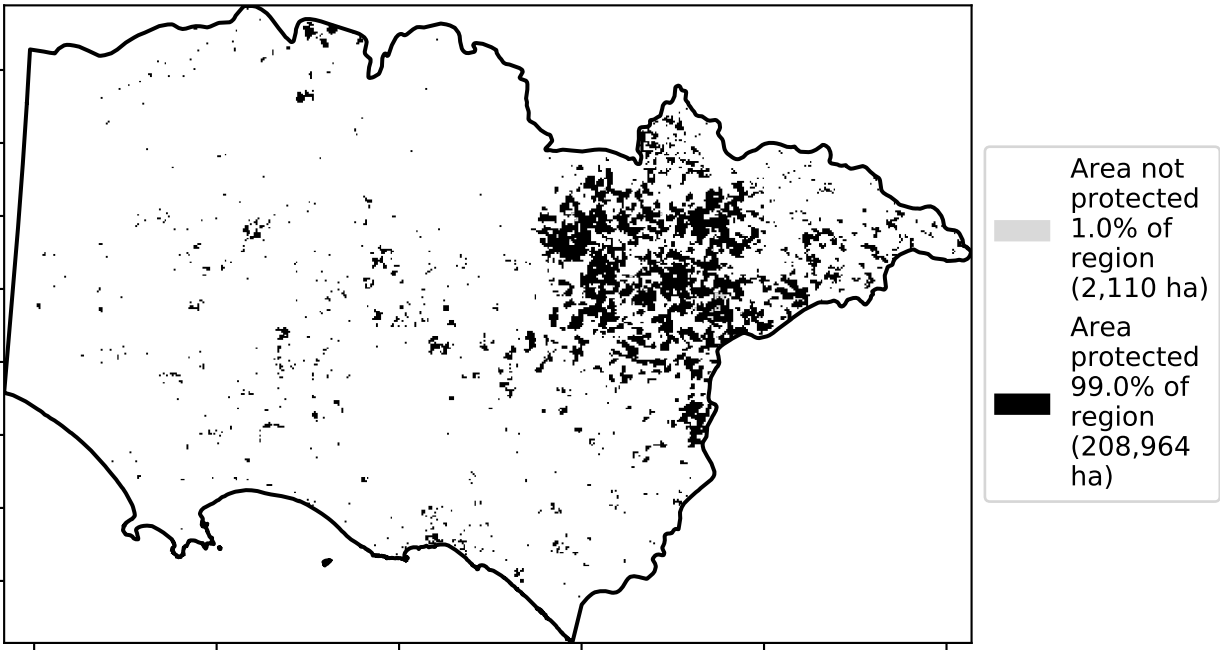 Area not
protected
1.0% of
region
(2,110 ha)
Area
protected
99.0% of
region
(208,964
ha)